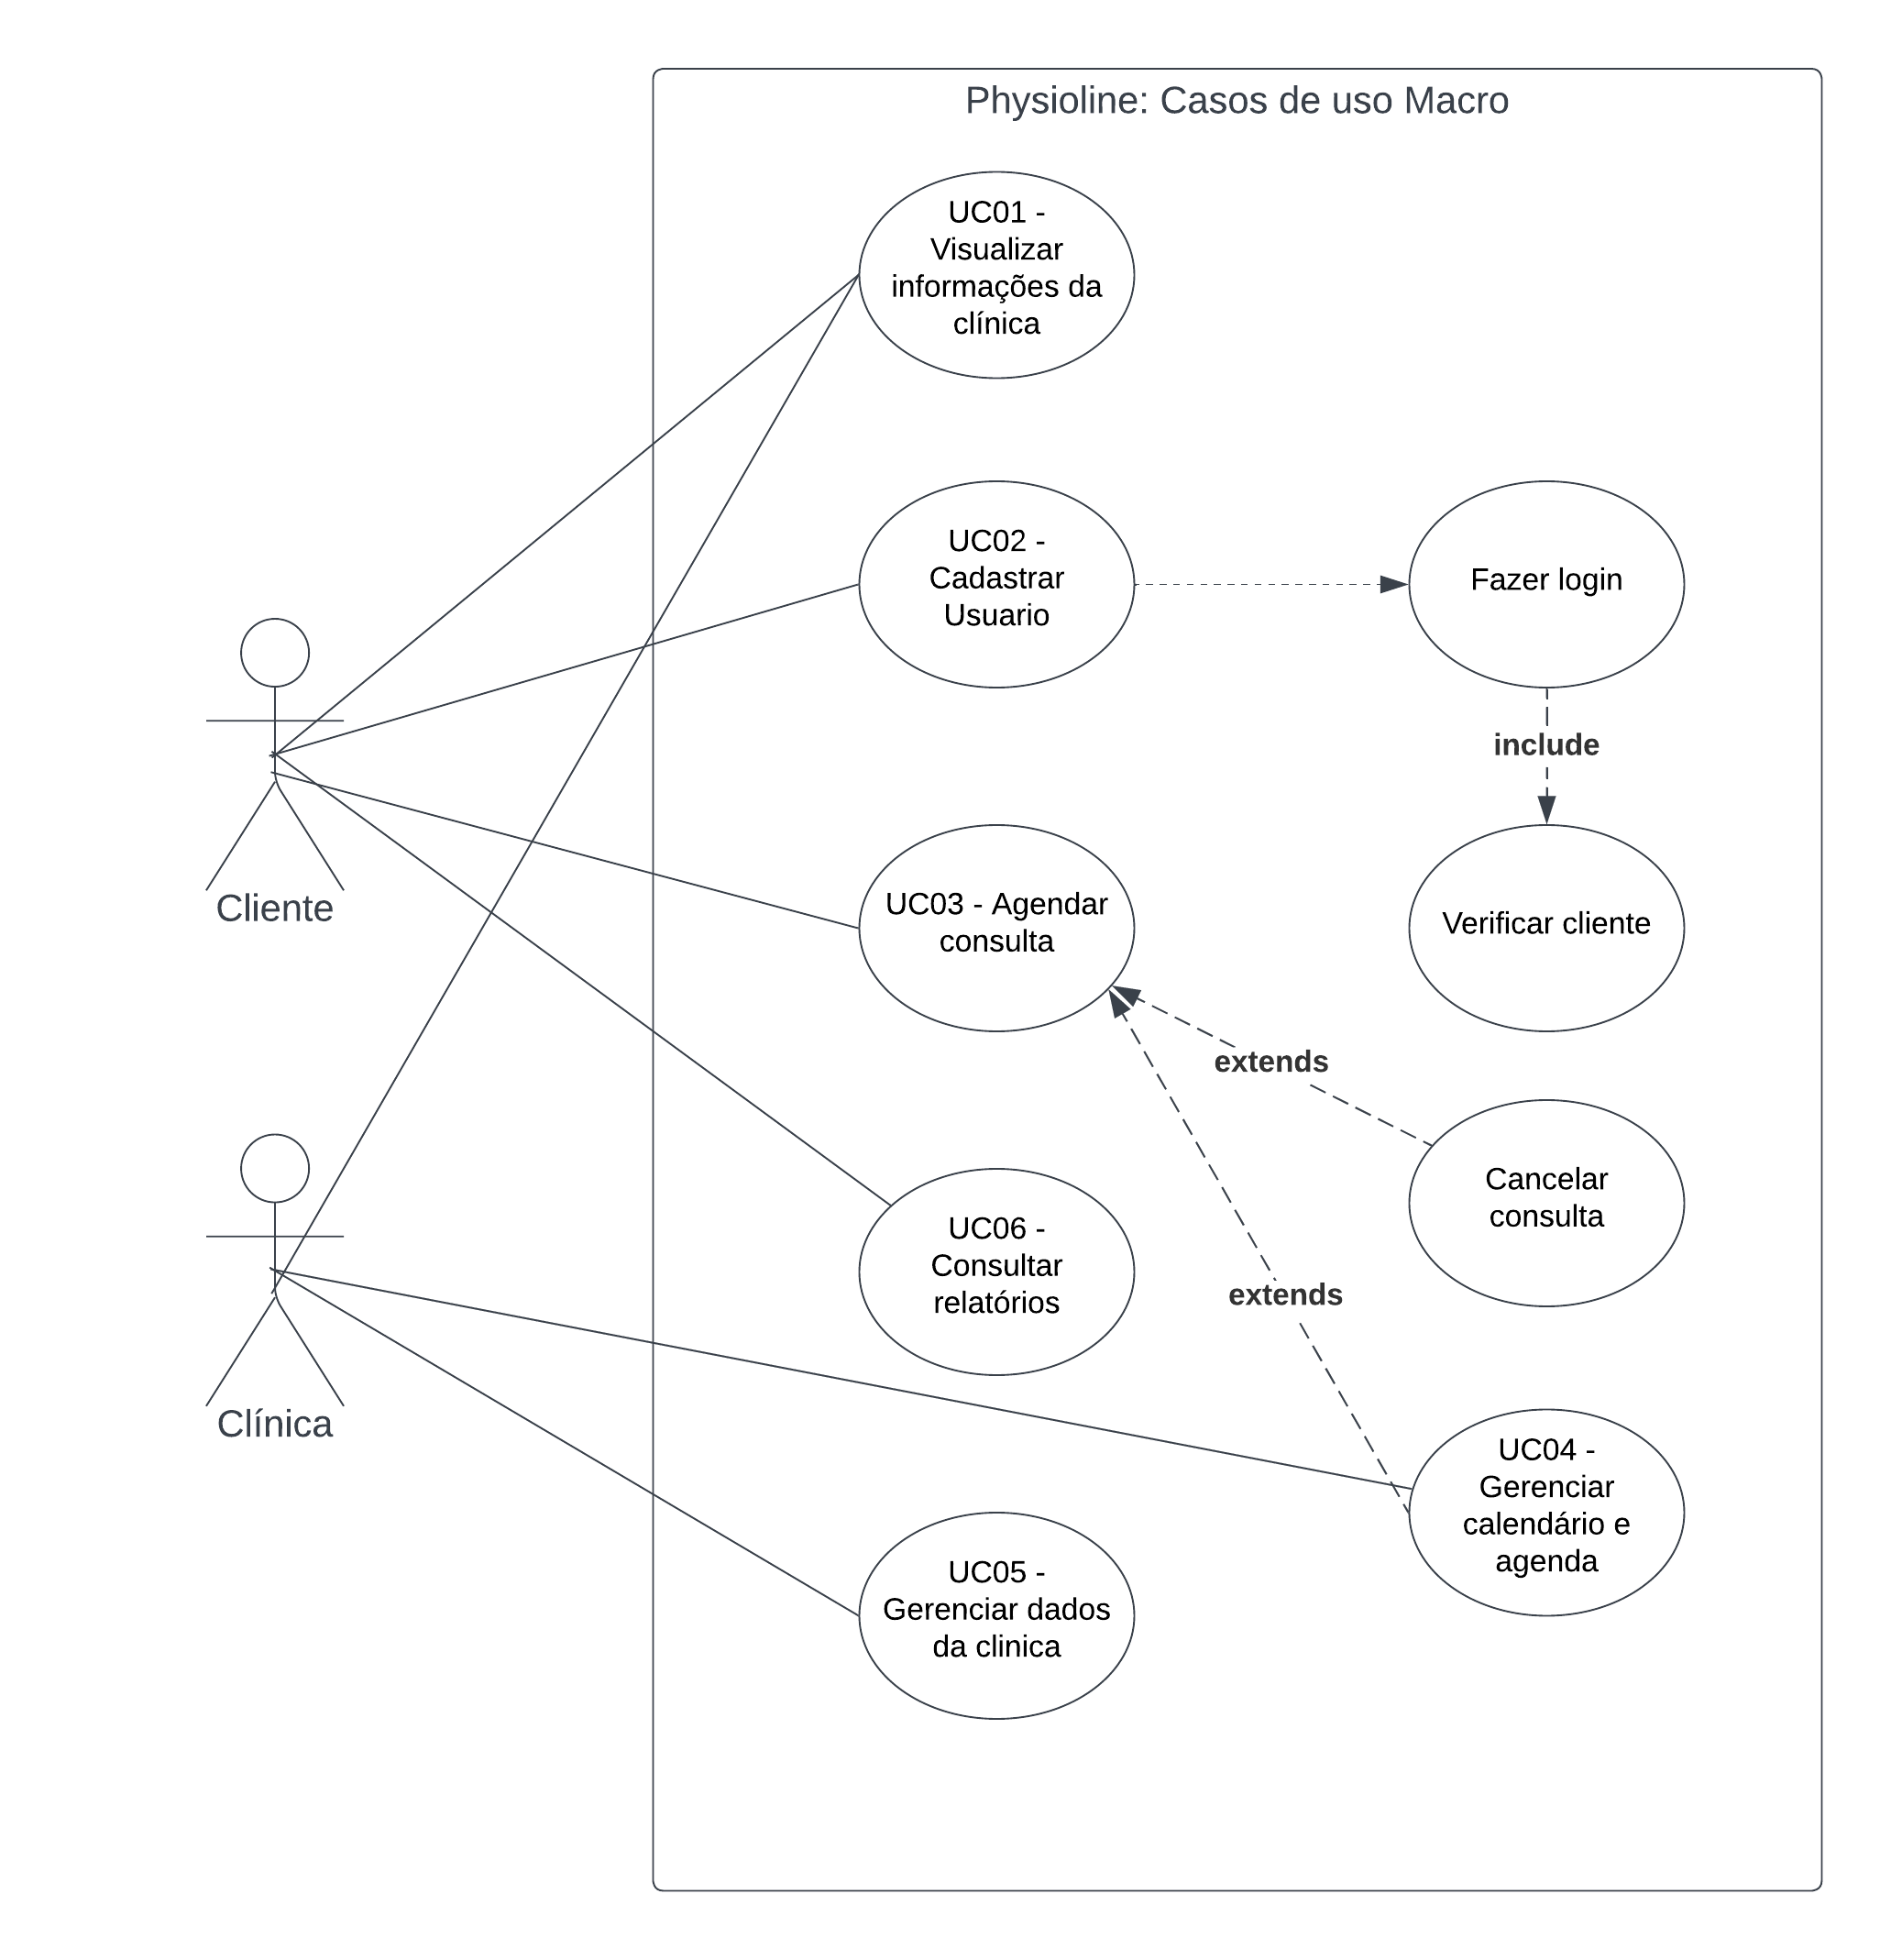 Physioline: Casos de uso Macro
UC01 -
Visualizar
informações da
clínica
UC02 -
Cadastrar
Usuario
Fazer login
include
Cliente
UC03 - Agendar
consulta
Verificar cliente
extends
Cancelar
consulta
UC06 -
Consultar
relatórios
extends
Clínica
UC04 -
Gerenciar
calendário e
agenda
UC05 -
Gerenciar dados
da clinica